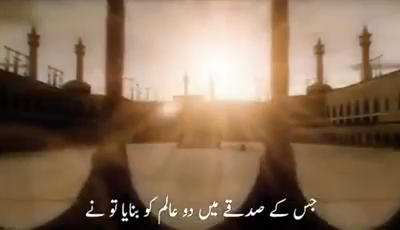 جس کے صدقے میں دو عالم کو بنایا تو نے